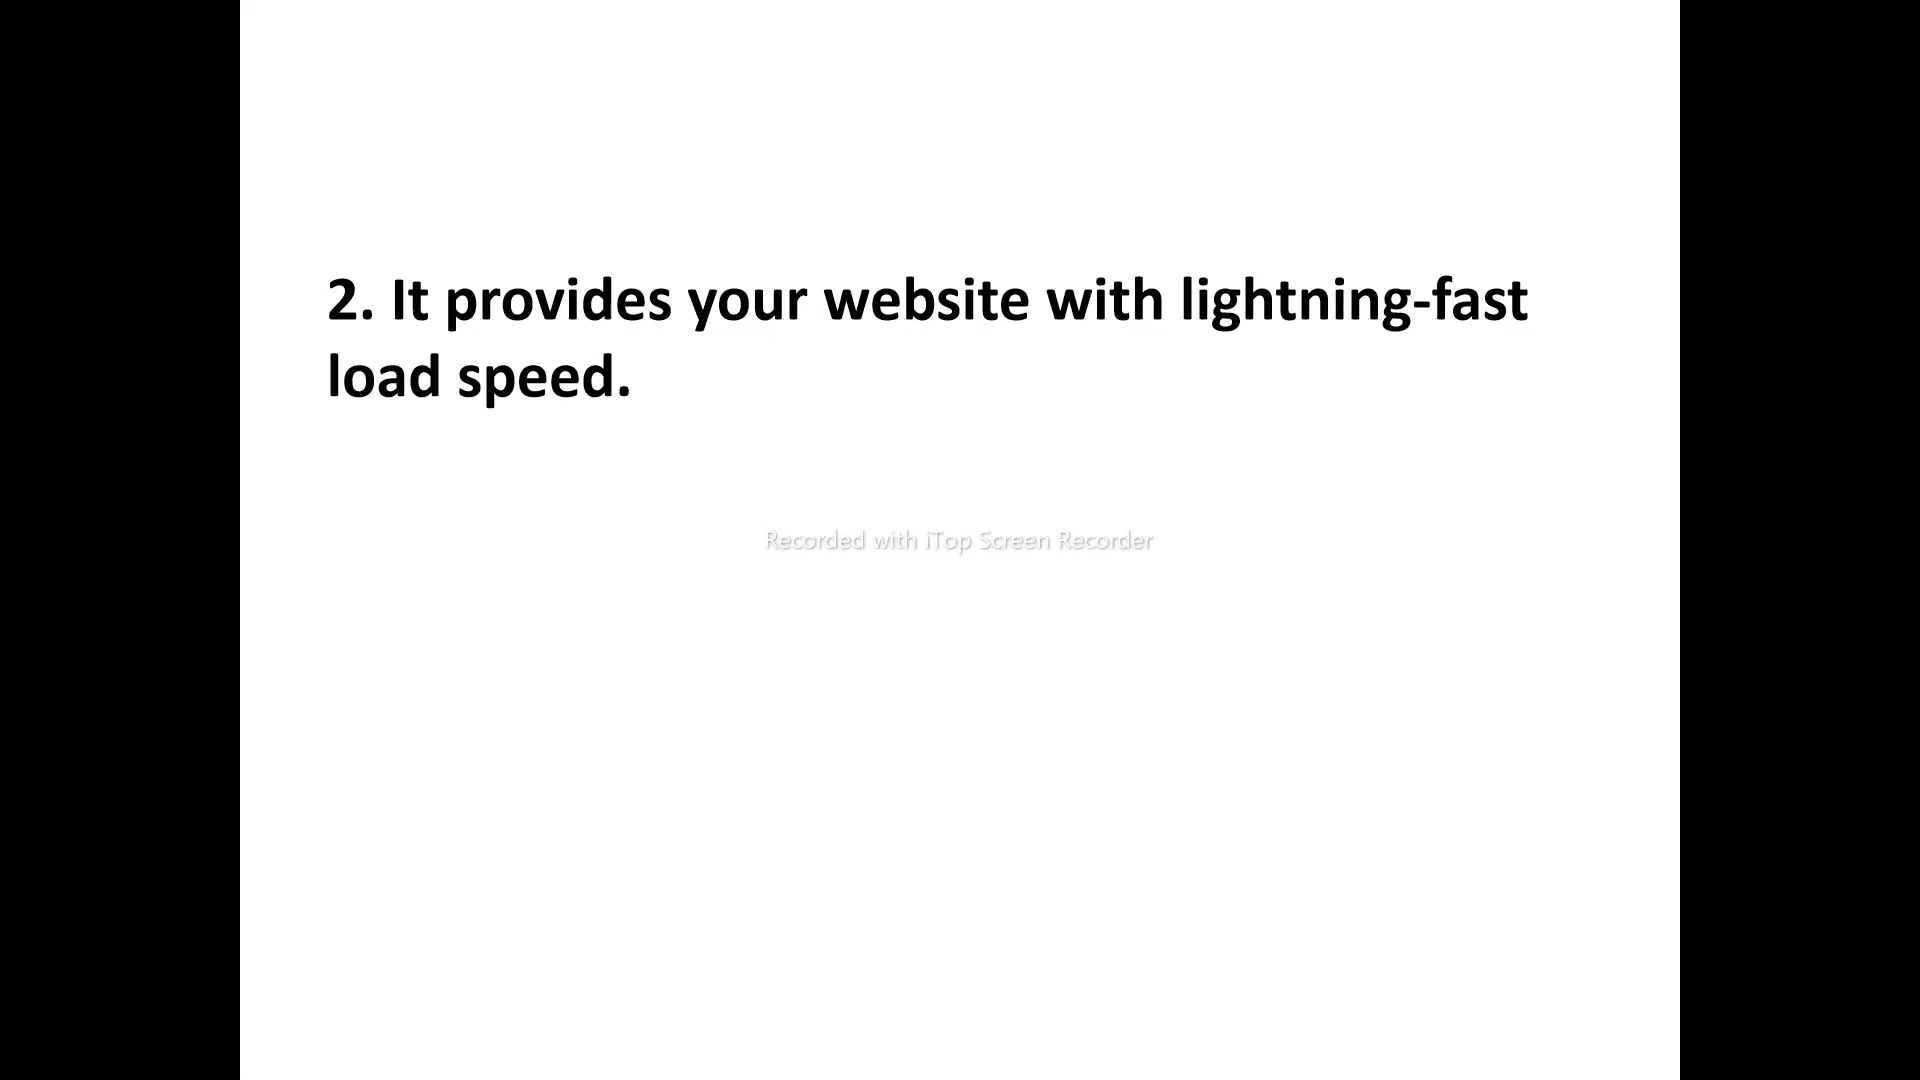 2. It provides your website with lightning-fast
load speed.
Recorded with iTop Screen Recorder